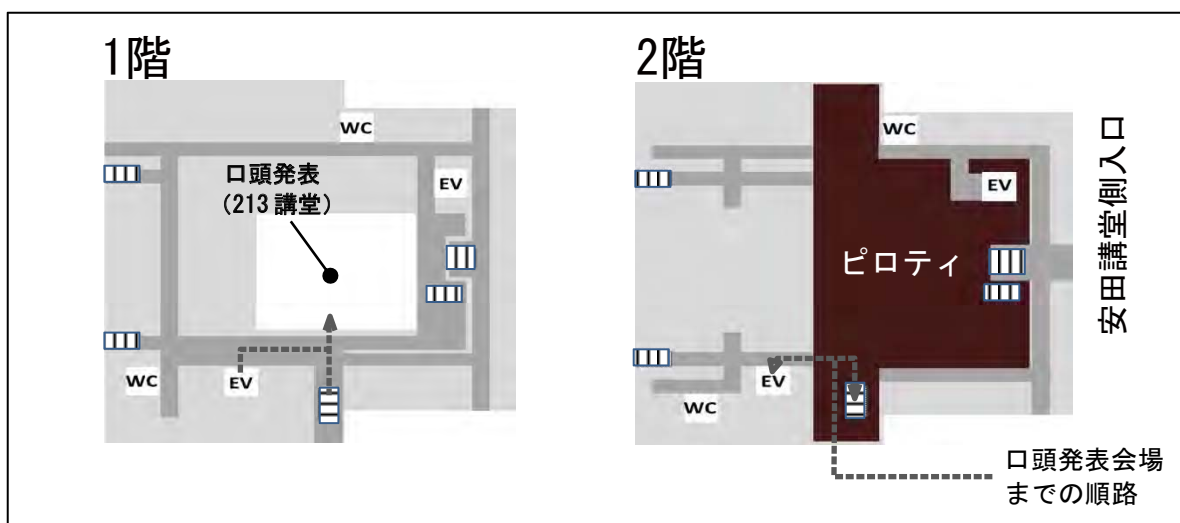 1階
WC
口頭発表
(213 講堂)
EV
WC
EV
2階
WC
EV
ピロティ
安田講堂側入口
EV
WC
口頭発表会場
までの順路